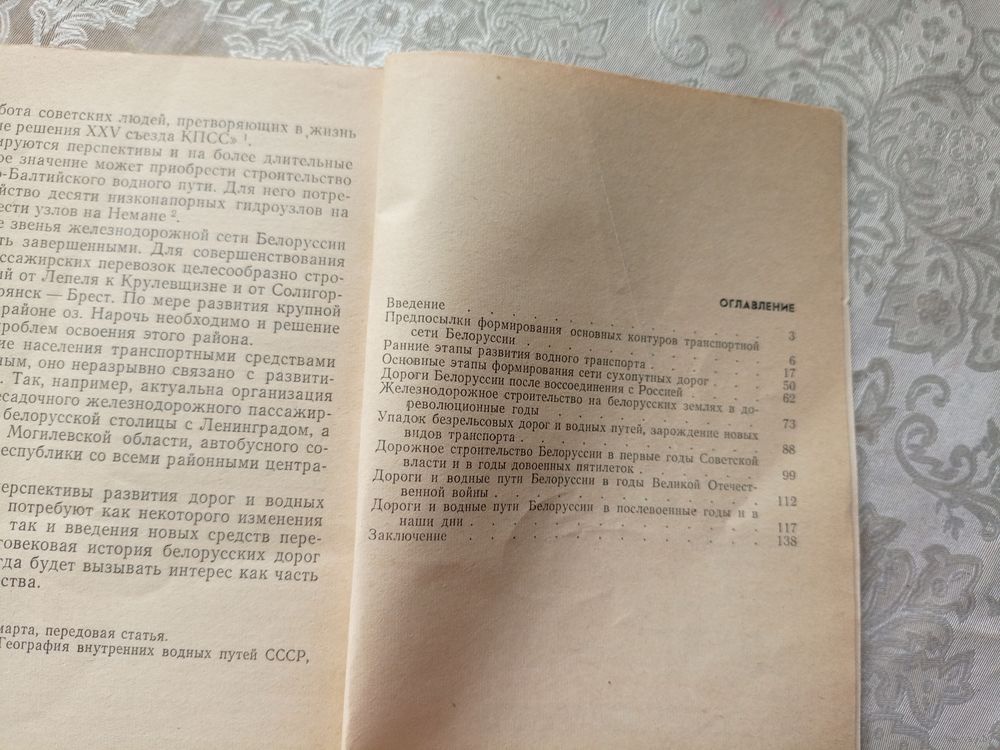 бота советских людей, претворяющих в жизнь
решения XXV съезда КПСС» ¹.
ируются перспективы и на более длительные
ое значение может приобрести строительство
о-Балтийского водного пути. Для него потре-
йство десяти низконапорных гидроузлов на
ести узлов на Немане ².
е звенья железнодорожной сети Белоруссии
ть завершенными. Для совершенствования
ссажирских перевозок целесообразно стро-
ий от Лепеля к Крулевщизне и от Солигор-
рянск — Брест. По мере развития крупной
районе оз. Нарочь необходимо и решение
роблем освоения этого района.
ние населения транспортными средствами
ным, оно неразрывно связано с развити-
. Так, например, актуальна организация
есадочного железнодорожного пассажир-
белорусской столицы с Ленинградом, а
Могилевской области, автобусного со-
еспублики со всеми районными центра-
ерспективы развития дорог и водных
потребуют как некоторого изменения
так и введения новых средств пере-
говековая история белорусских дорог
гда будет вызывать интерес как часть
ства.
марта, передовая статья.
География внутренних водных путей СССР,
ОГЛАВЛЕНИЕ
Введение . . . . . . . . . . 3
Предпосылки формирования основных контуров транспортной
сети Белоруссии . . . . . . . . 6
Ранние этапы развития водного транспорта . . . . 17
Основные этапы формирования сети сухопутных дорог . . 50
Дороги Белоруссии после воссоединения с Россией . . 62
Железнодорожное строительство на белорусских землях в до-
революционные годы . . . . . . . 73
Упадок безрельсовых дорог и водных путей, зарождение новых
видов транспорта . . . . . . . . 88
Дорожное строительство Белоруссии в первые годы Советской
власти и в годы довоенных пятилеток . . . . 99
Дороги и водные пути Белоруссии в годы Великой Отечест-
венной войны . . . . . . . . . 112
Дороги и водные пути Белоруссии в послевоенные годы и в
наши дни . . . . . . . . . . 117
Заключение . . . . . . . . . . 138